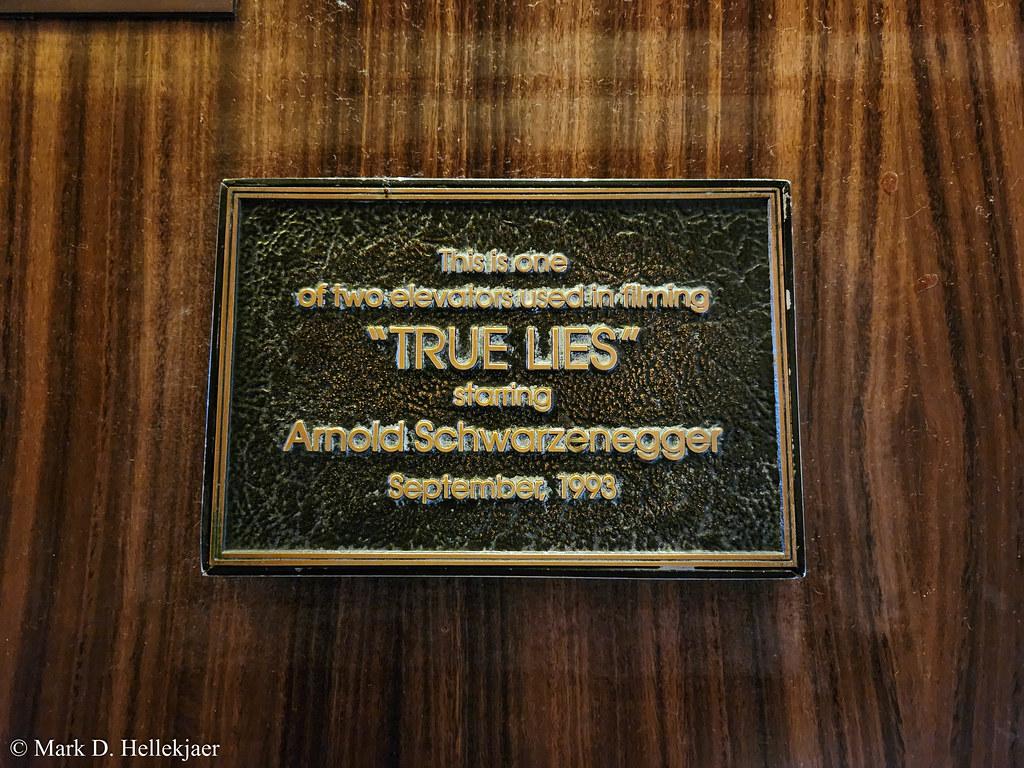 This is one
of two elevators used in filming
"TRUE LIES"
starring
Arnold Schwarzenegger
September, 1993
© Mark D. Hellekjaer